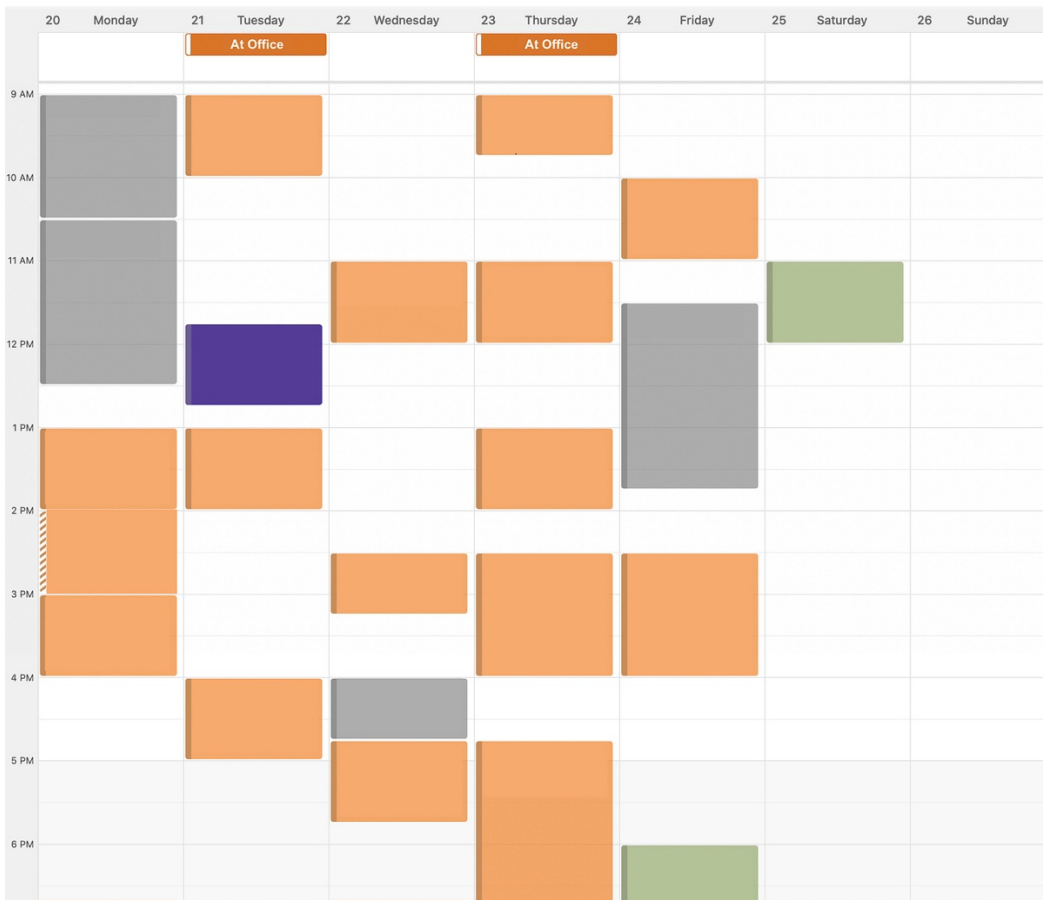 20 Monday 21 Tuesday 22 Wednesday 23 Thursday 24 Friday 25 Saturday 26 Sunday
At Office At Office
9 AM
10 AM
11 AM
12 PM
1 PM
2 PM
3 PM
4 PM
5 PM
6 PM